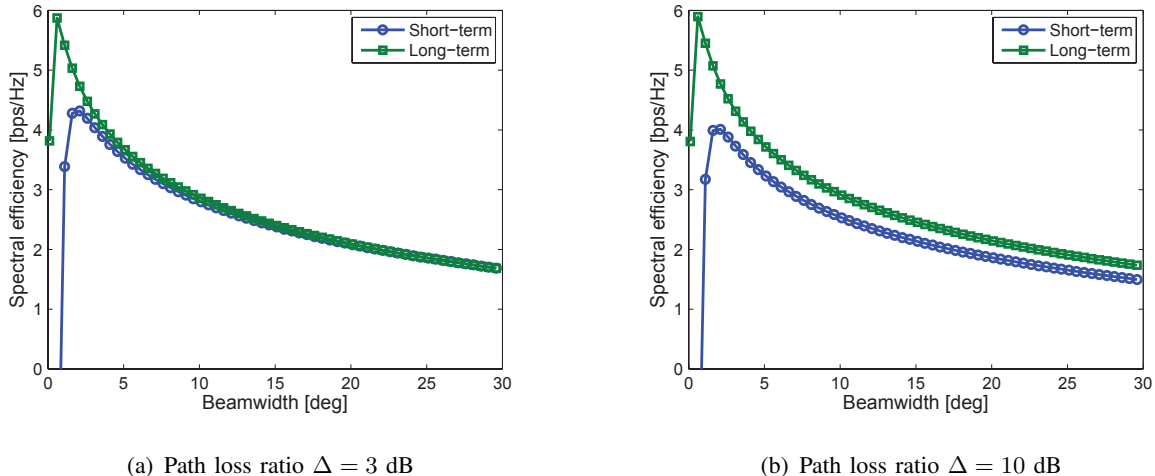 6
5
4
3
2
1
0
Spectral efficiency [bps/Hz]
Short−term
Long−term
0 5 10 15 20 25 30
Beamwidth [deg]
(a) Path loss ratio Δ = 3 dB
6
5
4
3
2
1
0
Spectral efficiency [bps/Hz]
Short−term
Long−term
0 5 10 15 20 25 30
Beamwidth [deg]
(b) Path loss ratio Δ = 10 dB